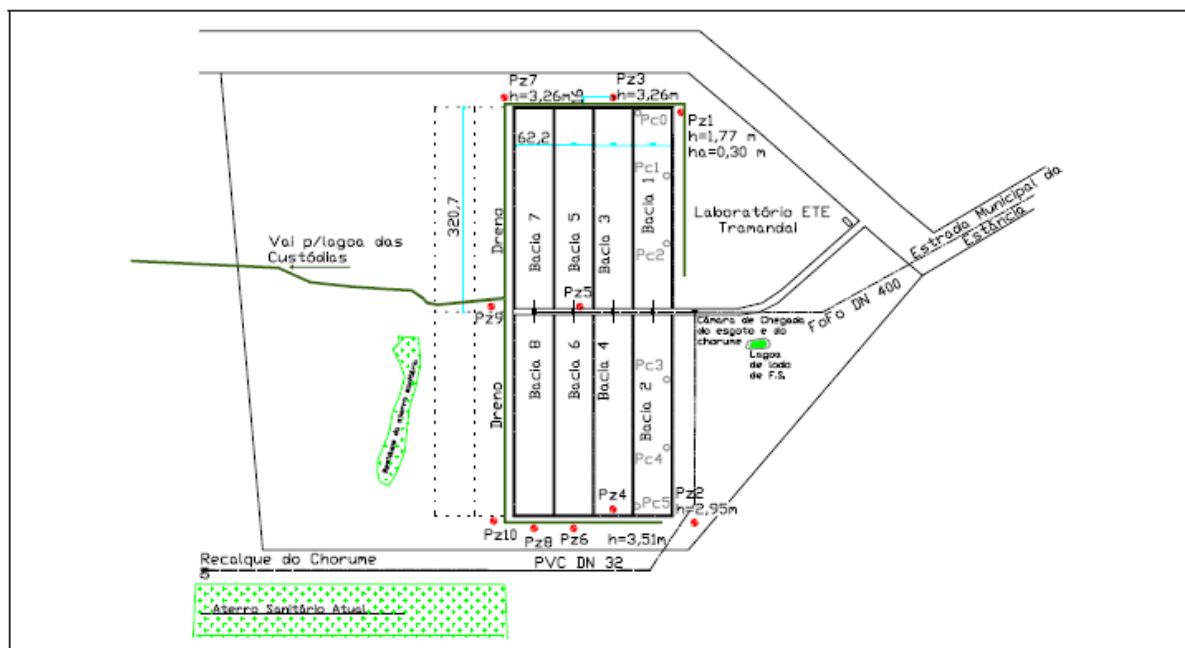 Pz7
h=3,26m
Pz3
h=3,26m
Pc0
Pz1
h=1,77 m
ha=0,30 m
62,2
Pc1
320,7
Dreno
Bacia 7
Bacia 5
Bacia 3
Bacia 1
Laboratório ETE
Tramandaí
Estrada Municipal da
Estância
Vai p/lagoa das
Custódias
Pc2
FoFo DN 400
Pz9
Pz5
Câmara de Chegada
do esgoto e do
chorume
Lagoa
de lodo
de F.S.
Dreno
Bacia 8
Bacia 6
Bacia 4
Bacia 2
Pc3
Pc4
Pz4
Pc5
Pz2
h=2,95m
Pz10
Pz8
Pz6
h=3,51m
Recalque do Chorume
5
PVC DN 32
Aterro Sanitário Atual